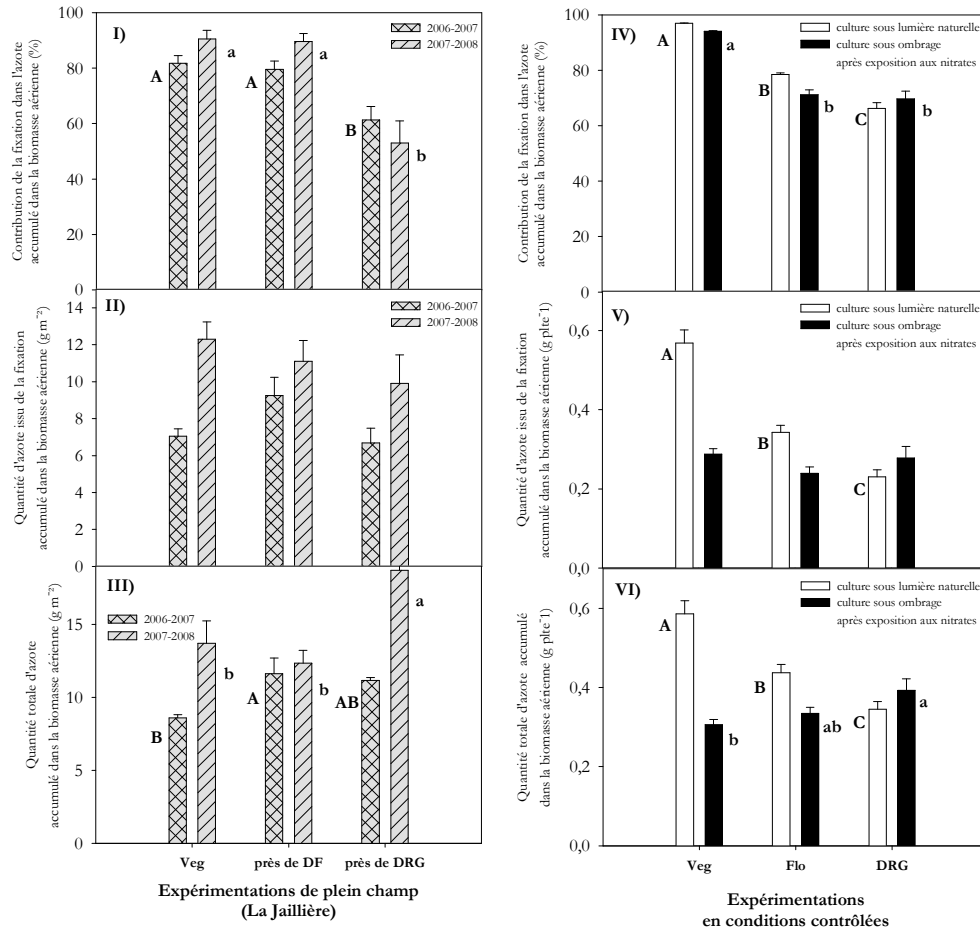 Contribution de la fixation dans l'azote
accumulé dans la biomasse aérienne (%)
100
80
60
40
20
0
I)
2006-2007
2007-2008
A
a
A
a
B
b
Quantité d'azote issu de la fixation
accumulé dans la biomasse aérienne (g m⁻²)
14
12
10
8
6
4
2
0
II)
2006-2007
2007-2008
Quantité totale d'azote
accumulé dans la biomasse aérienne (g m⁻²)
15
10
5
0
III)
2006-2007
2007-2008
B
b
A
b
AB
a
Veg
près de DF
près de DRG
Expérimentations de plein champ
(La Jaillière)
Contribution de la fixation dans l'azote
accumulé dans la biomasse aérienne (%)
100
80
60
40
20
0
IV)
culture sous lumière naturelle
culture sous ombrage
après exposition aux nitrates
A
a
B
b
C
b
Quantité d'azote issu de la fixation
accumulé dans la biomasse aérienne (g plte⁻1)
0,6
0,4
0,2
0,0
V)
culture sous lumière naturelle
culture sous ombrage
après exposition aux nitrates
A
B
C
Quantité totale d'azote accumulé
dans la biomasse aérienne (g plte⁻1)
0,6
0,4
0,2
0,0
VI)
culture sous lumière naturelle
culture sous ombrage
après exposition aux nitrates
A
b
B
ab
C
a
Veg
Flo
DRG
Expérimentations
en conditions contrôlées